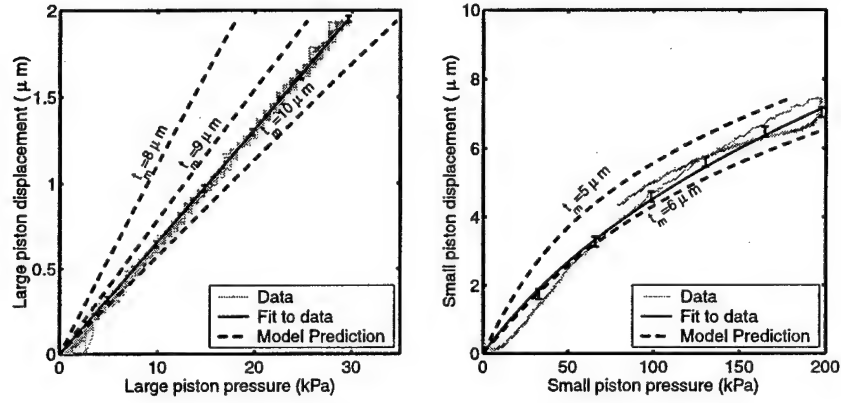 Large piston displacement ( μ m)
2
1.5
1
0.5
0
0
10
20
30
t_m=8 μ m
t_m=9 μ m
t_m=10 μ m
Data
Fit to data
Model Prediction
Large piston pressure (kPa)
Small piston displacement ( μ m)
10
8
6
4
2
0
0
50
100
150
200
t_m=5 μ m
t_m=6 μ m
Data
Fit to data
Model Prediction
Small piston pressure (kPa)